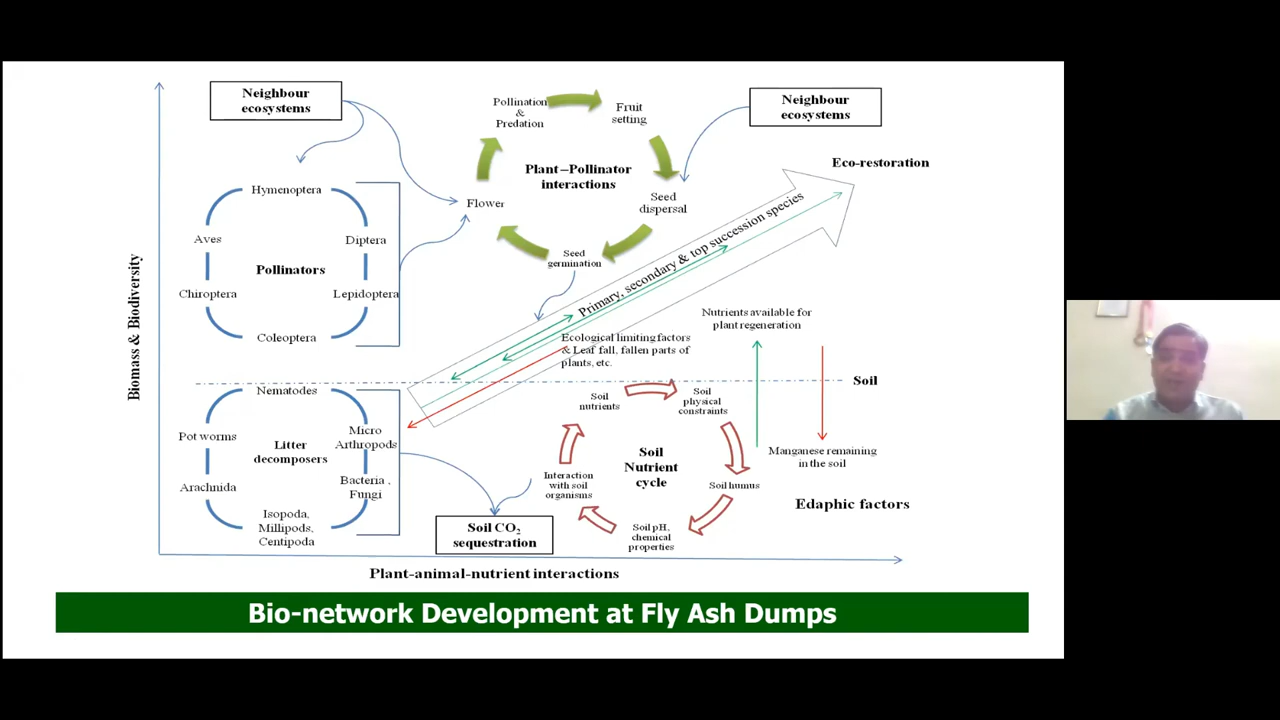 Neighbour
ecosystems
Pollination
&
Predation
Fruit
setting
Neighbour
ecosystems
Eco-restoration
Plant–Pollinator
interactions
Flower
Seed
dispersal
Seed
germination
Hymenoptera
Aves
Diptera
Pollinators
Chiroptera
Lepidoptera
Coleoptera
Biomass & Biodiversity
Primary, secondary & top succession species
Nutrients available for
plant regeneration
Ecological limiting factors
& Leaf fall, fallen parts of
plants, etc.
Soil
Nematodes
Pot worms
Micro
Arthropods
Litter
decomposers
Arachnida
Bacteria ,
Fungi
Isopoda,
Millipods,
Centipoda
Soil
nutrients
Soil
physical
constraints
Soil
Nutrient
cycle
Interaction
with soil
organisms
Soil humus
Soil pH,
chemical
properties
Manganese remaining
in the soil
Edaphic factors
Soil CO₂
sequestration
Plant-animal-nutrient interactions
Bio-network Development at Fly Ash Dumps